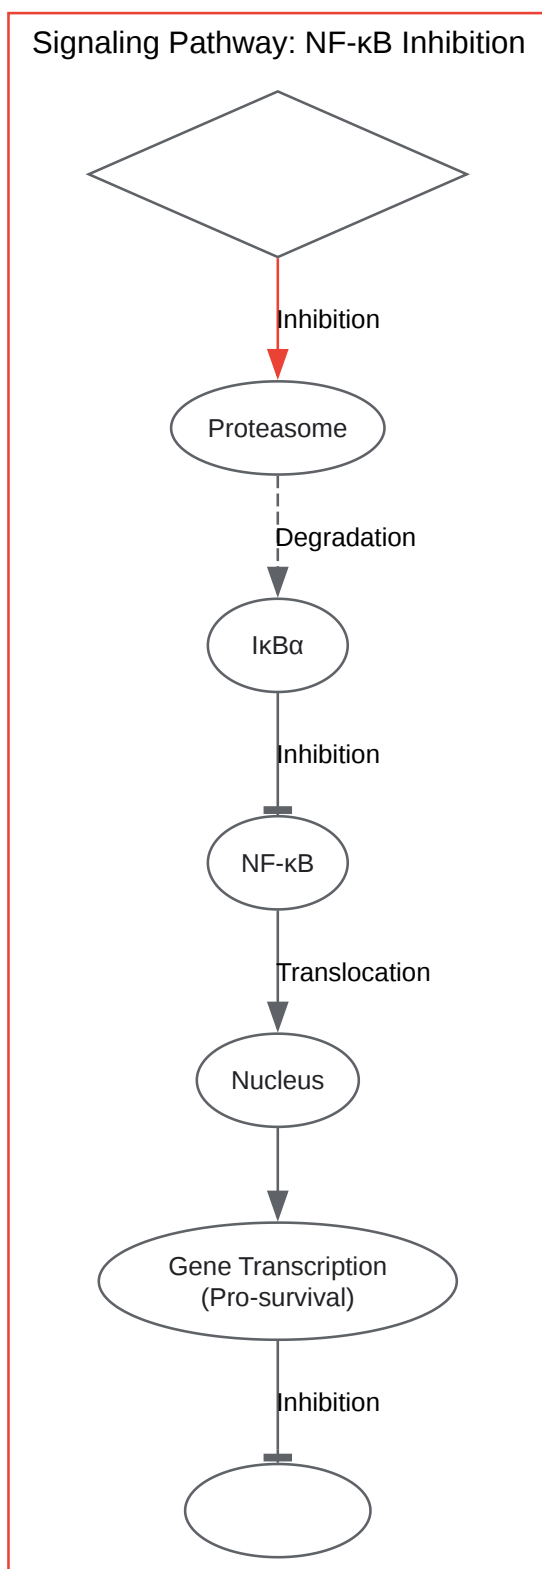 Signaling Pathway: NF-κB Inhibition
Inhibition
Proteasome
Degradation
IκBα
Inhibition
NF-κB
Translocation
Nucleus
Gene Transcription
(Pro-survival)
Inhibition